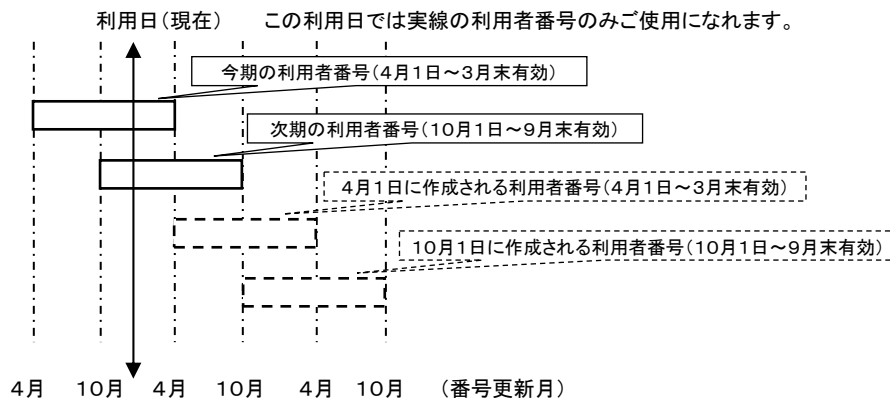 利用日（現在）　この利用日では実線の利用者番号のみご使用になれます。
今期の利用者番号（４月１日～３月末有効）
次期の利用者番号（１０月１日～９月末有効）
４月１日に作成される利用者番号（４月１日～３月末有効）
１０月１日に作成される利用者番号（１０月１日～９月末有効）
４月　１０月　４月　１０月　４月　１０月　（番号更新月）